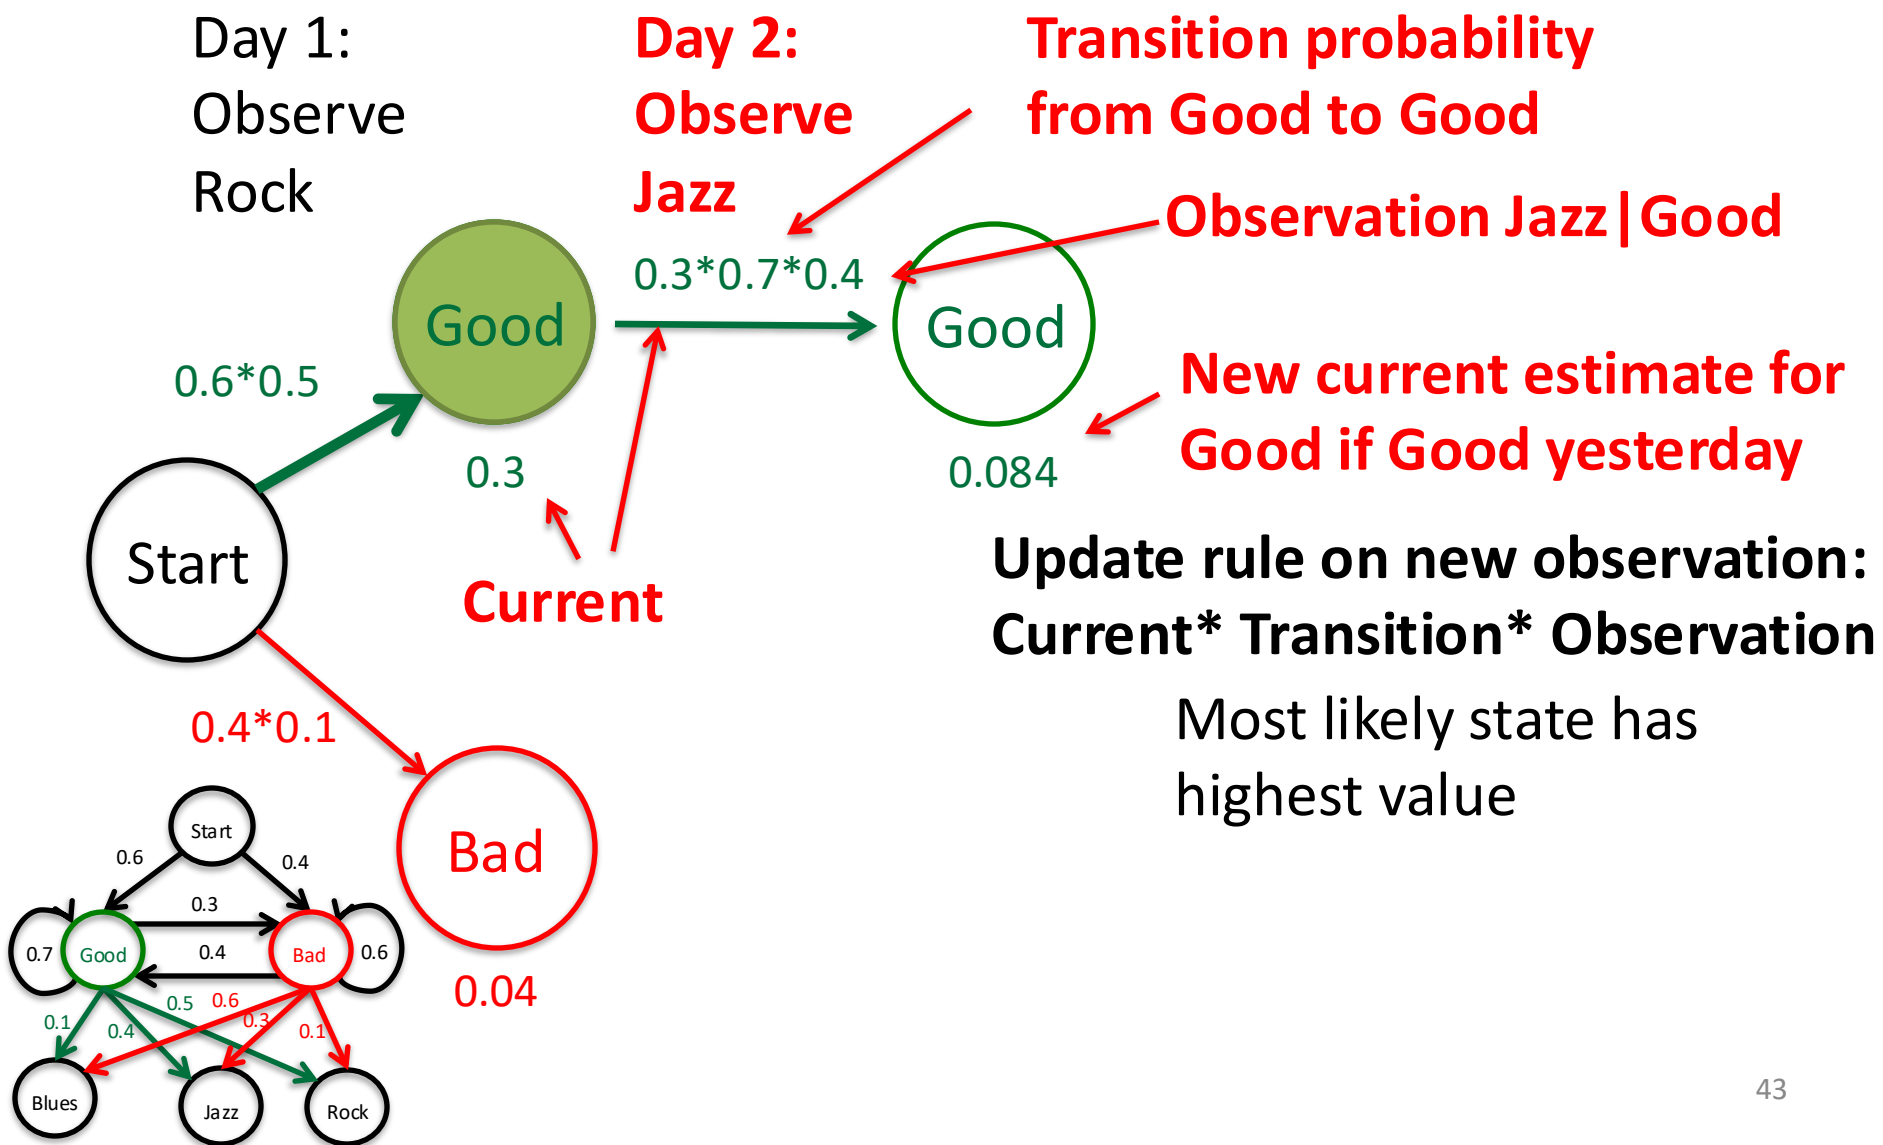 Day 1:
Observe
Rock
Day 2:
Observe
Jazz
Transition probability
from Good to Good
Observation Jazz|Good
0.3*0.7*0.4
Good
Good
0.6*0.5
New current estimate for
Good if Good yesterday
0.3
0.084
Start
Current
Update rule on new observation:
Current* Transition* Observation
Most likely state has
highest value
0.4*0.1
Bad
0.04
Start
0.6
0.4
0.3
0.7
Good
0.4
Bad
0.6
0.5
0.6
0.1
0.4
0.3
0.1
Blues
Jazz
Rock
43